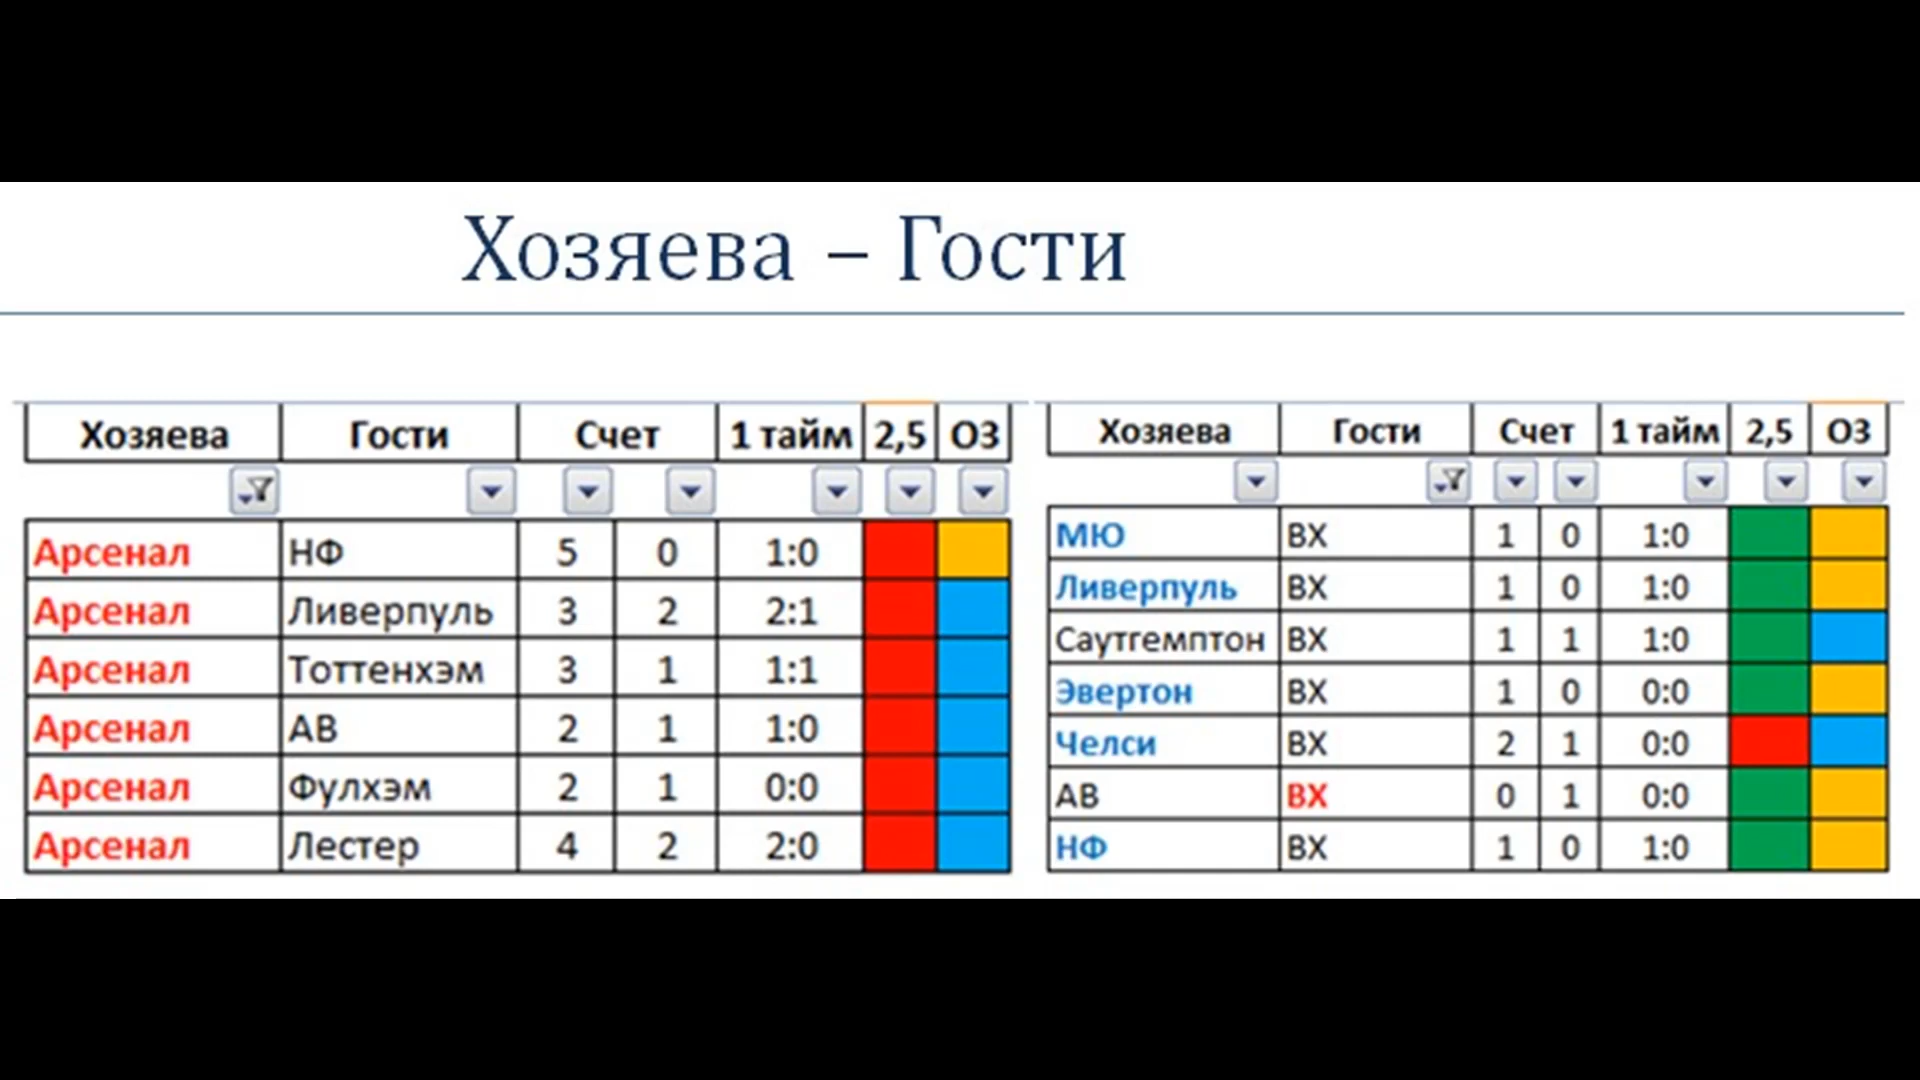 Хозяева – Гости
Хозяева Гости Счет 1 тайм 2,5 ОЗ
Арсенал НФ 5 0 1:0
Арсенал Ливерпуль 3 2 2:1
Арсенал Тоттенхэм 3 1 1:1
Арсенал АВ 2 1 1:0
Арсенал Фулхэм 2 1 0:0
Арсенал Лестер 4 2 2:0
Хозяева Гости Счет 1 тайм 2,5 ОЗ
МЮ ВХ 1 0 1:0
Ливерпуль ВХ 1 0 1:0
Саутгемптон ВХ 1 1 1:0
Эвертон ВХ 1 0 0:0
Челси ВХ 2 1 0:0
АВ ВХ 0 1 0:0
НФ ВХ 1 0 1:0